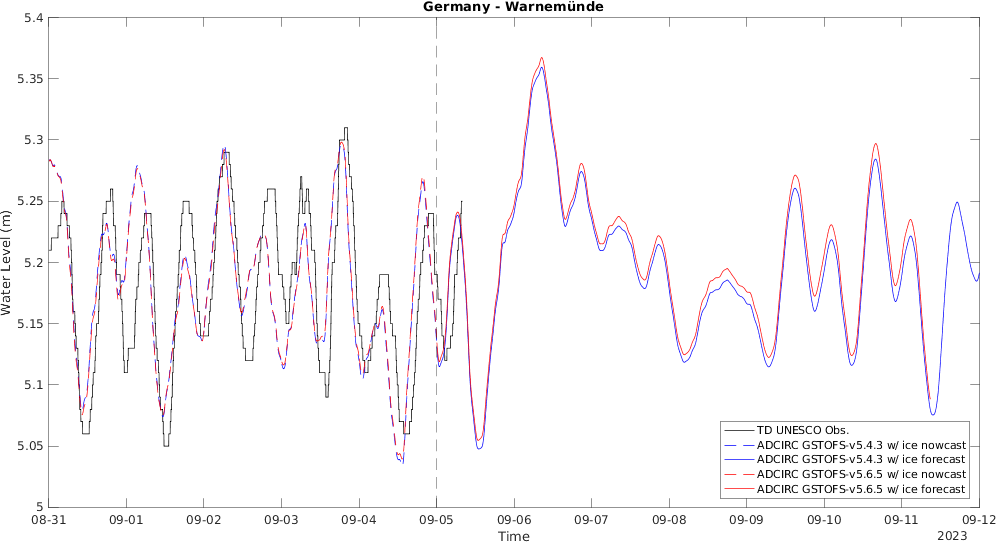 Germany - Warnemünde
5.4
5.35
5.3
5.25
5.2
5.15
5.1
5.05
5
Water Level (m)
08-31 09-01 09-02 09-03 09-04 09-05 09-06 09-07 09-08 09-09 09-10 09-11 09-12
Time
2023
TD UNESCO Obs.
ADCIRC GSTOFS-v5.4.3 w/ ice nowcast
ADCIRC GSTOFS-v5.4.3 w/ ice forecast
ADCIRC GSTOFS-v5.6.5 w/ ice nowcast
ADCIRC GSTOFS-v5.6.5 w/ ice forecast